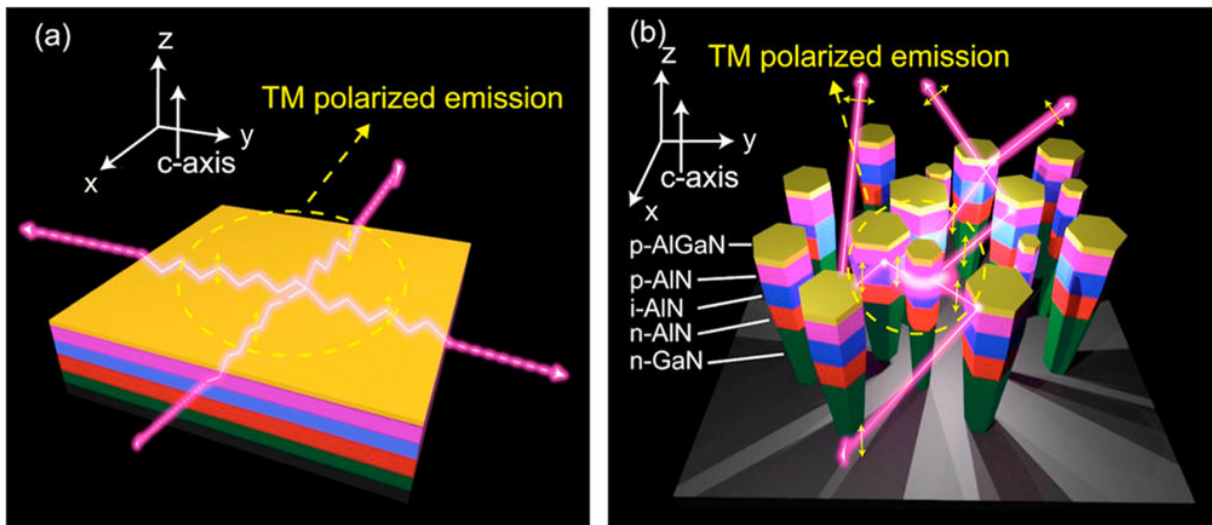 (a)
z
TM polarized emission
y
c-axis
x
(b)
z
TM polarized emission
y
c-axis
x
p-AlGaN
p-AlN
i-AlN
n-AlN
n-GaN